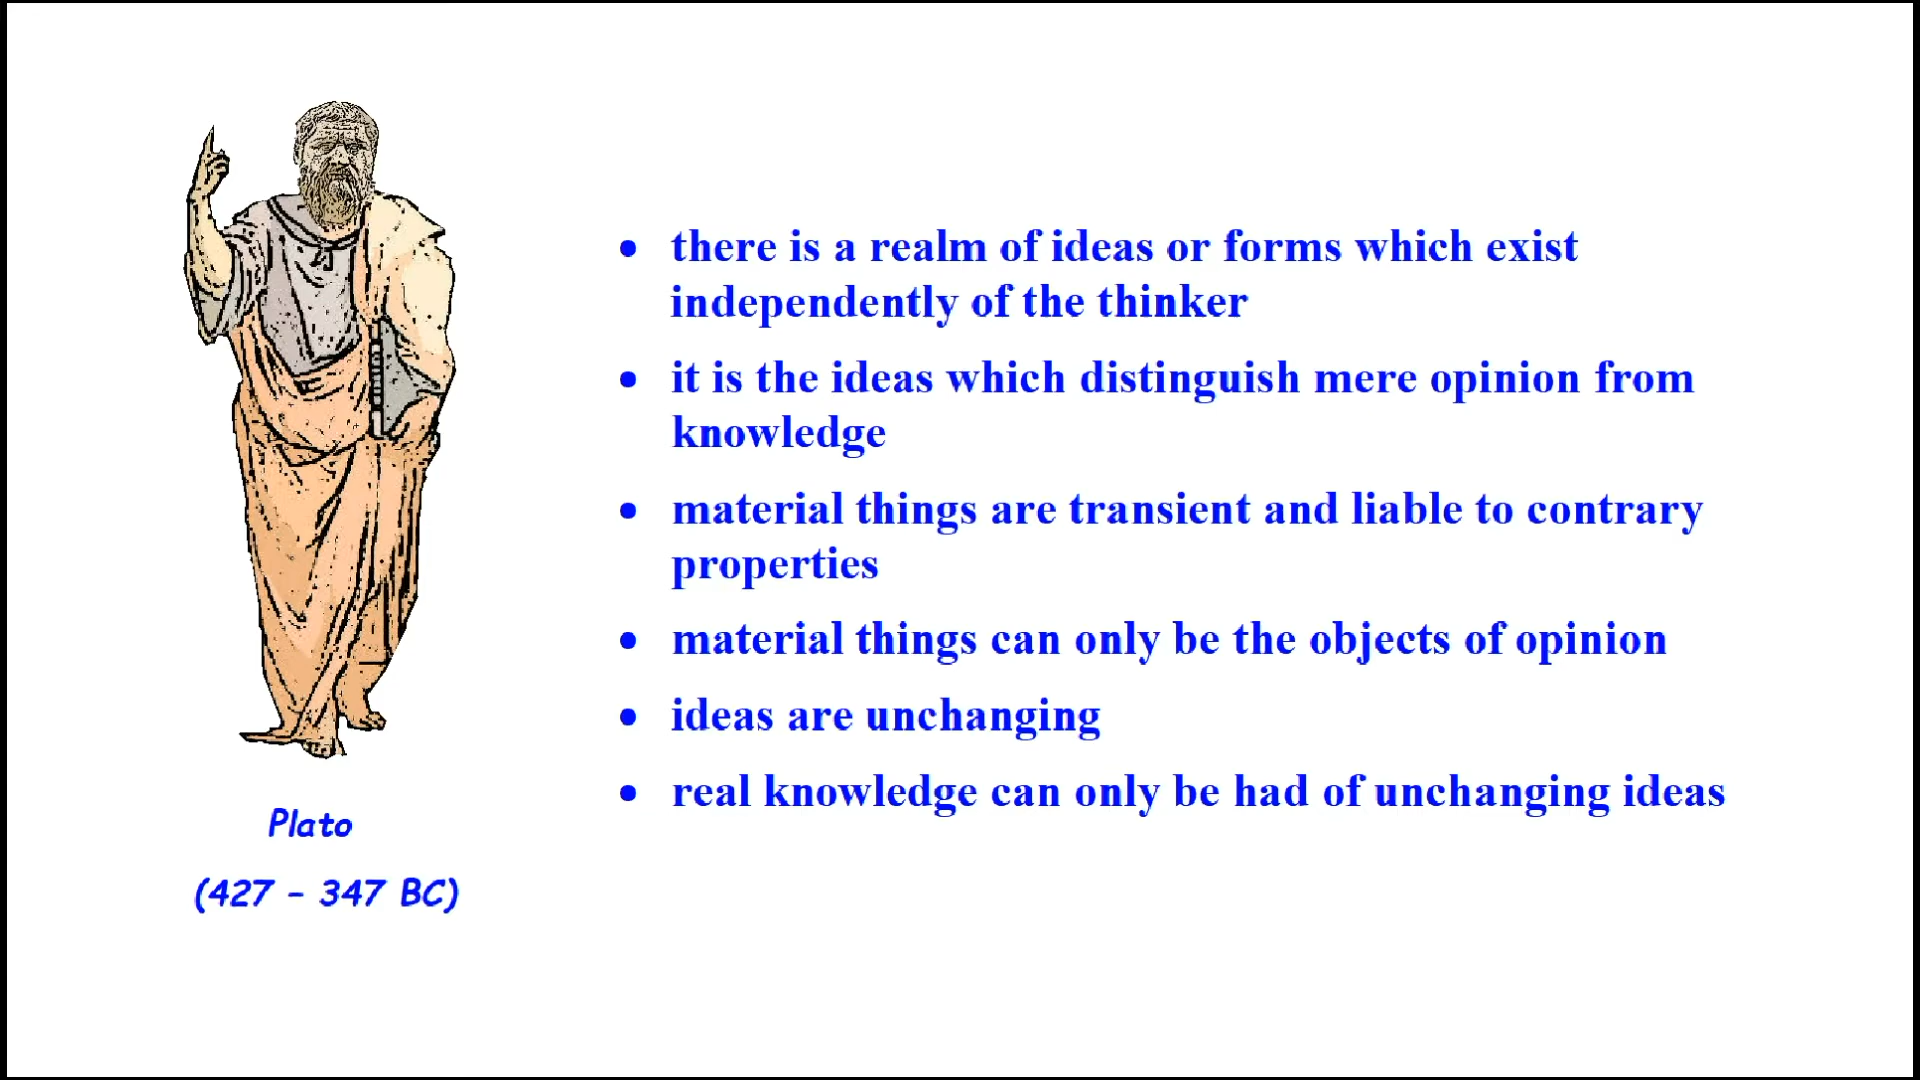 • there is a realm of ideas or forms which exist
independently of the thinker
• it is the ideas which distinguish mere opinion from
knowledge
• material things are transient and liable to contrary
properties
• material things can only be the objects of opinion
• ideas are unchanging
• real knowledge can only be had of unchanging ideas
Plato
(427 – 347 BC)